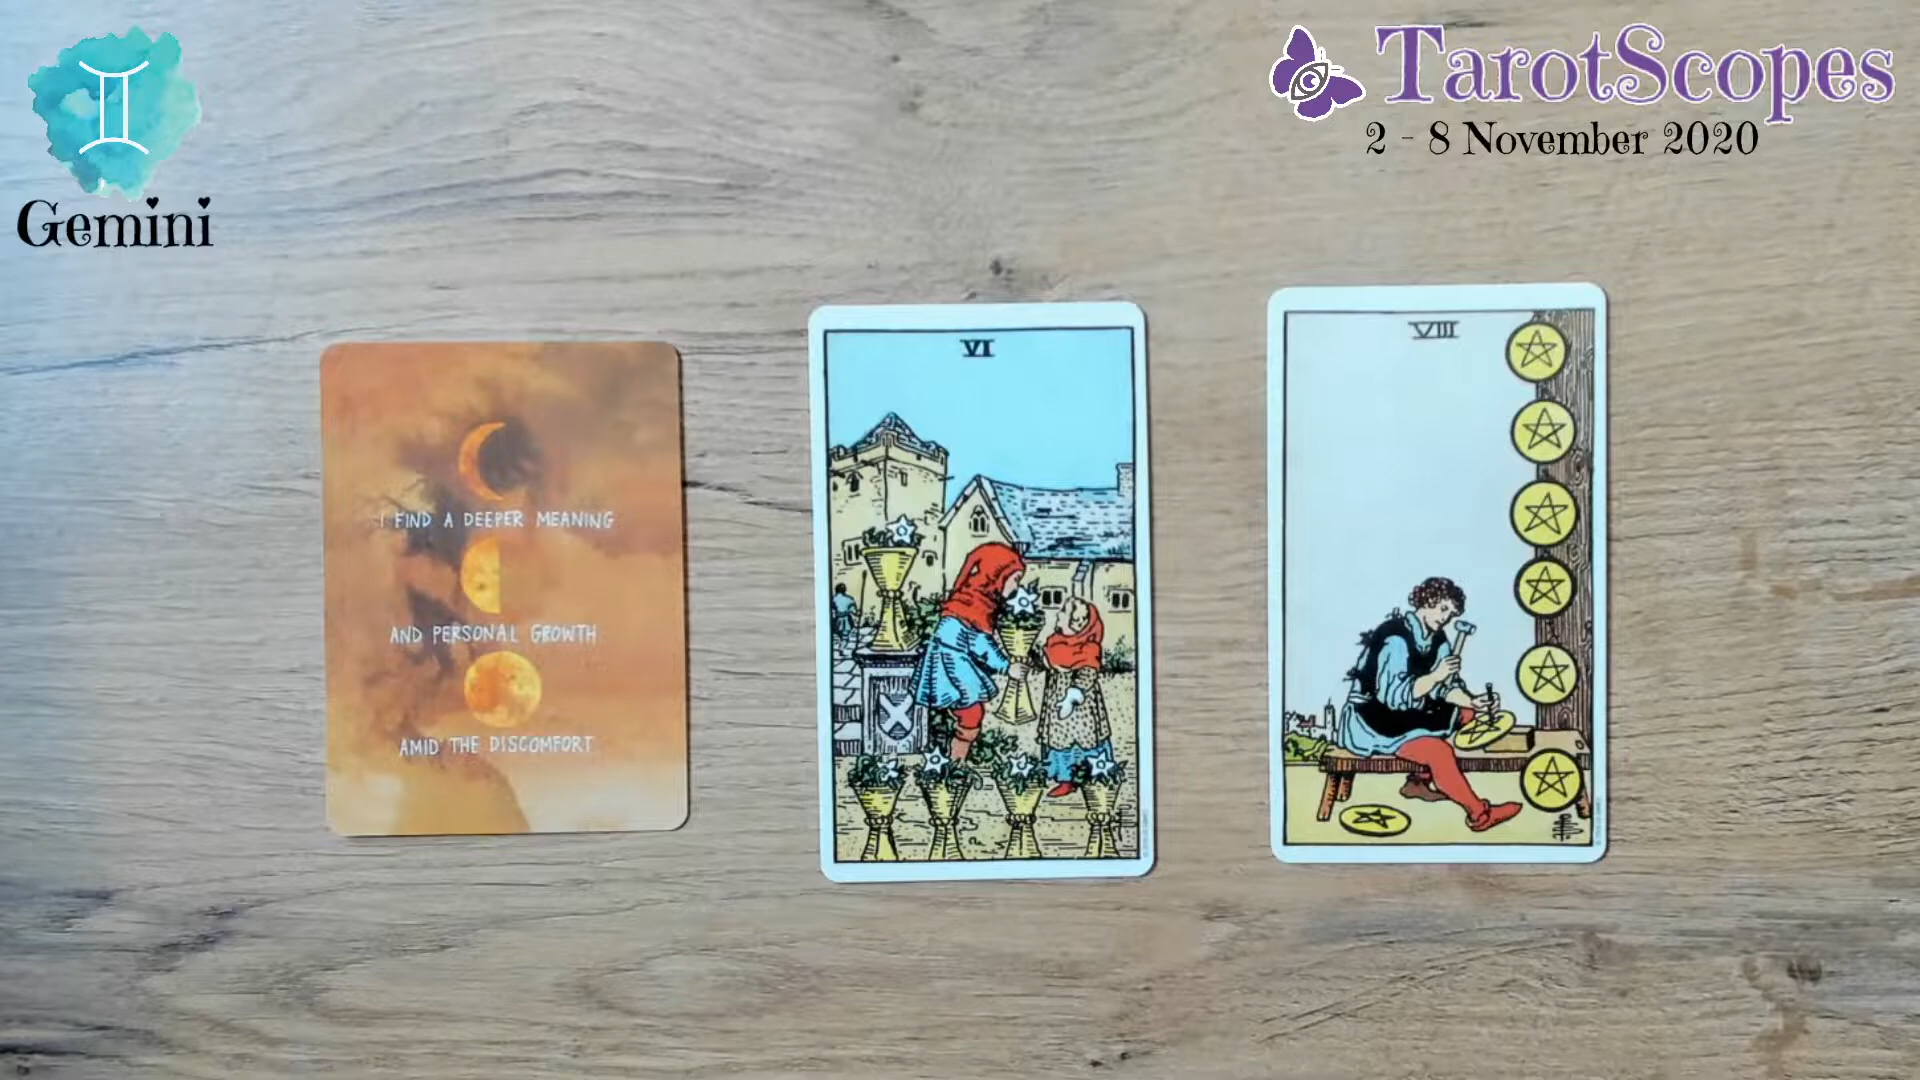 Gemini
TarotScopes
2 - 8 November 2020
I FIND A DEEPER MEANING
AND PERSONAL GROWTH
AMID THE DISCOMFORT
VI
VIII